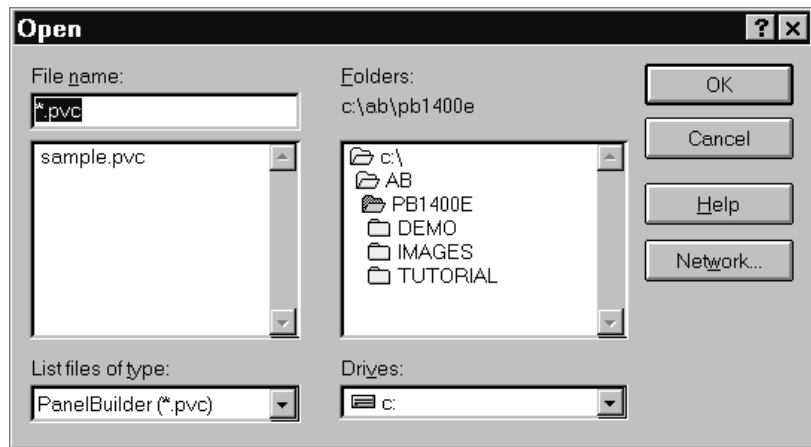 Open
File name:
*.pvc
sample.pvc
List files of type:
PanelBuilder (*.pvc)
Folders:
c:\ab\pb1400e
c:\
AB
PB1400E
DEMO
IMAGES
TUTORIAL
Drives:
c:
OK
Cancel
Help
Network...